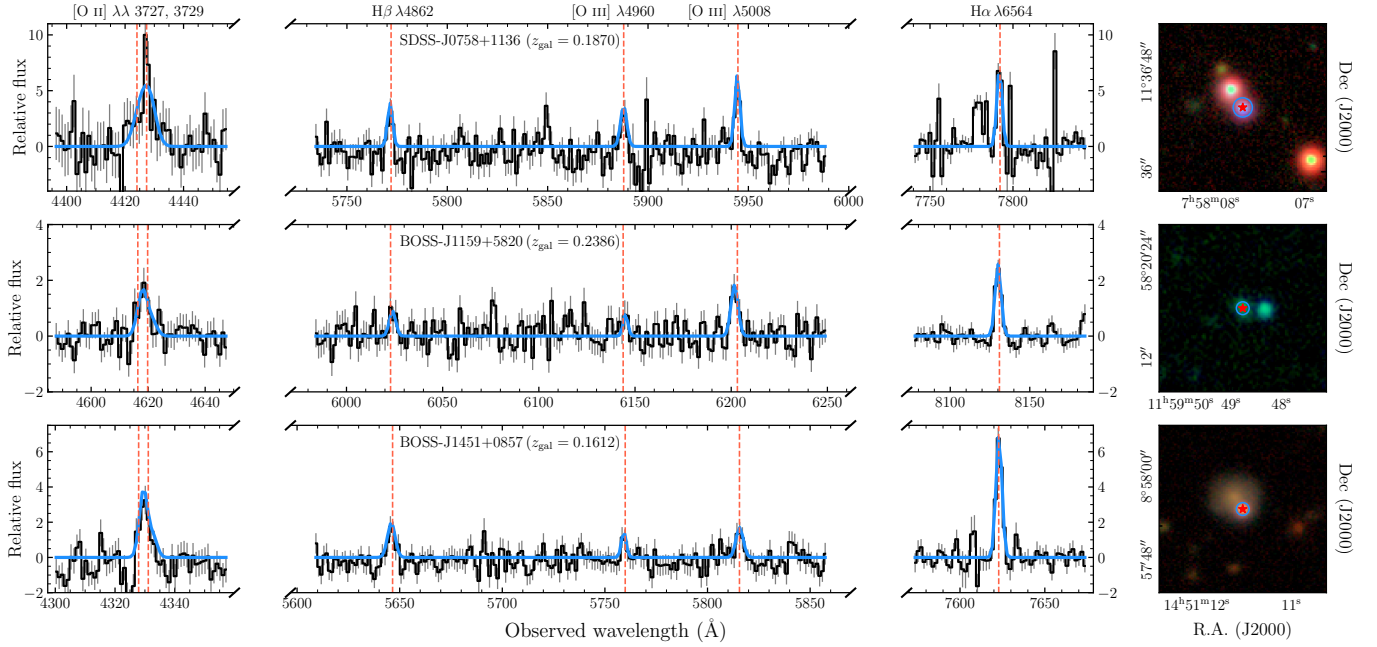 [O II] λλ 3727, 3729 Hβ λ4862 [O III] λ4960 [O III] λ5008 Hα λ6564
SDSS-J0758+1136 (z_gal = 0.1870)
Relative flux
10
5
0
10
5
0
4400 4420 4440 5750 5800 5850 5900 5950 6000 7750 7800
11°36′48″
36″
Dec (J2000)
7ʰ58ᵐ08ˢ 07ˢ
BOSS-J1159+5820 (z_gal = 0.2386)
Relative flux
4
2
0
−2
4
2
0
−2
4600 4620 4640 6000 6050 6100 6150 6200 6250 8100 8150
58°20′24″
12″
Dec (J2000)
11ʰ59ᵐ50ˢ 49ˢ 48ˢ
BOSS-J1451+0857 (z_gal = 0.1612)
Relative flux
6
4
2
0
−2
6
4
2
0
−2
4300 4320 4340 5600 5650 5700 5750 5800 5850 7600 7650
8°58′00″
57′48″
Dec (J2000)
14ʰ51ᵐ12ˢ 11ˢ
Observed wavelength (Å)
R.A. (J2000)